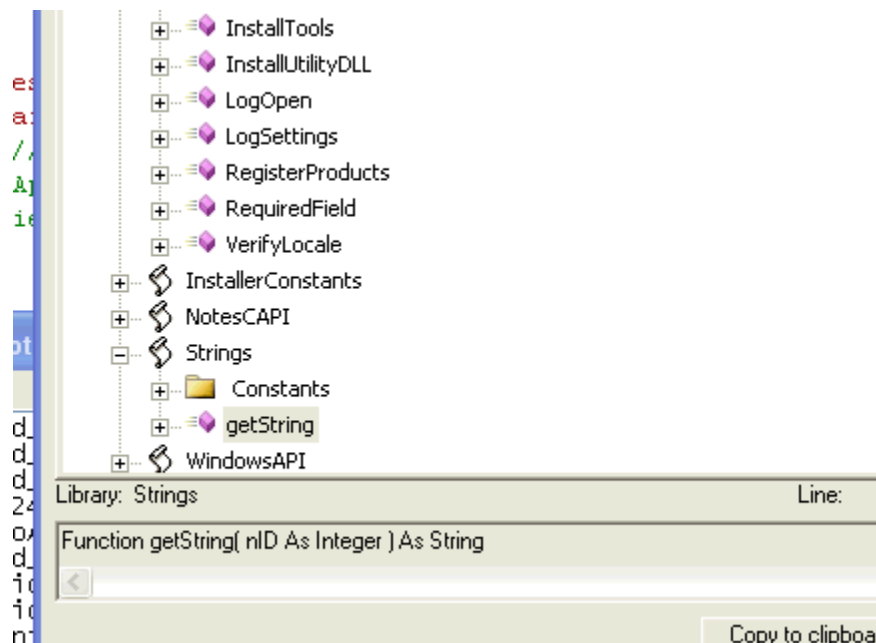 InstallTools
InstallUtilityDLL
LogOpen
LogSettings
RegisterProducts
RequiredField
VerifyLocale
InstallerConstants
NotesCAPI
Strings
Constants
getString
WindowsAPI
Library: Strings Line:
Function getString( nID As Integer ) As String
Copy to